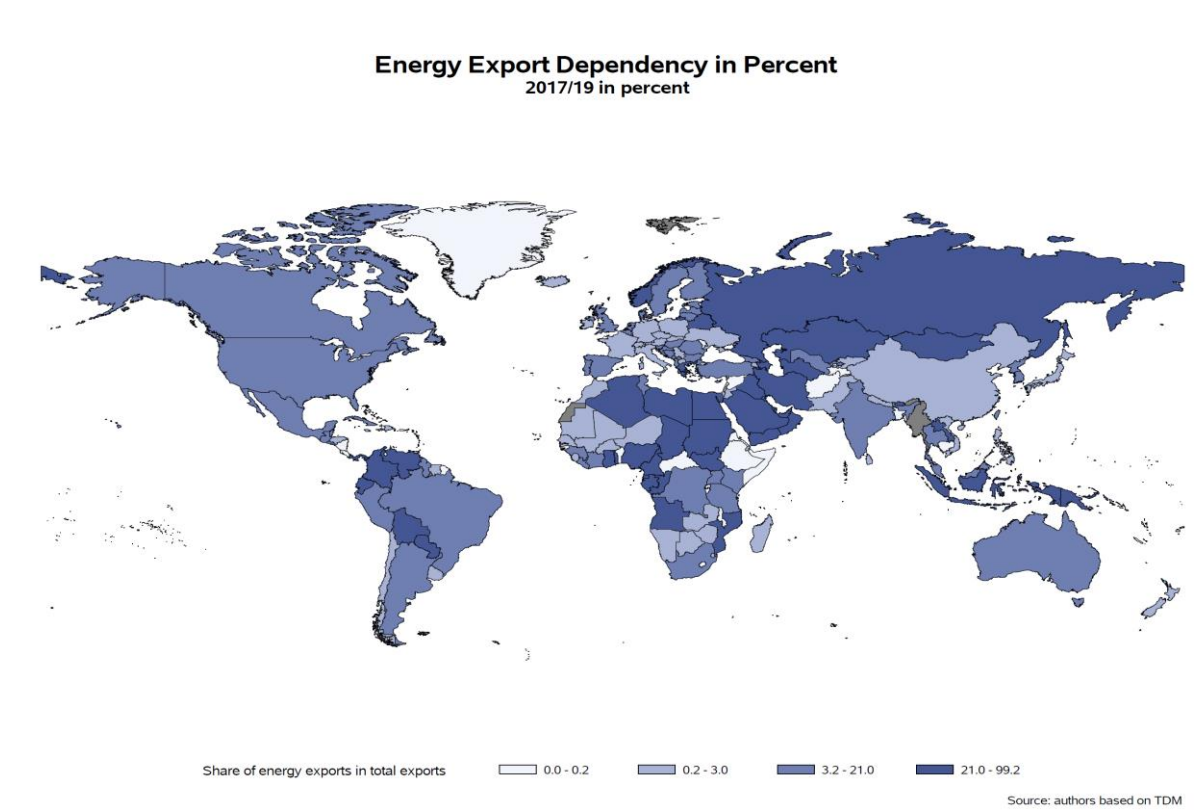 Energy Export Dependency in Percent
2017/19 in percent
Share of energy exports in total exports 0.0 - 0.2 0.2 - 3.0 3.2 - 21.0 21.0 - 99.2
Source: authors based on TDM